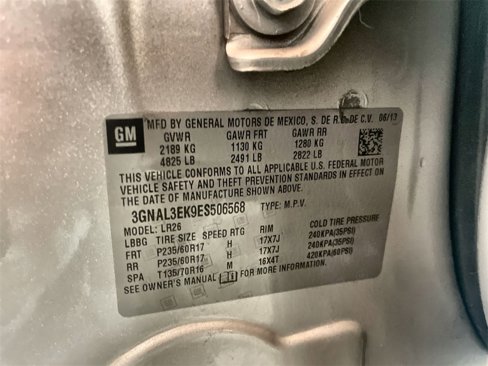 GM
MFD BY GENERAL MOTORS DE MEXICO, S. DE R.L. DE C.V. 06/13
GVWR GAWR FRT GAWR RR
2189 KG 1130 KG 1280 KG
4825 LB 2491 LB 2822 LB
THIS VEHICLE CONFORMS TO ALL APPLICABLE U.S. FEDERAL MOTOR
VEHICLE SAFETY AND THEFT PREVENTION STANDARDS IN EFFECT ON
THE DATE OF MANUFACTURE SHOWN ABOVE.
3GNAL3EK9ES506568 TYPE: M.P.V.
MODEL: LR26
LBBG TIRE SIZE SPEED RTG RIM COLD TIRE PRESSURE
FRT P235/60R17 H 17X7J 240KPA(35PSI)
RR P235/60R17 H 17X7J 240KPA(35PSI)
SPA T135/70R16 M 16X4T 420KPA(60PSI)
SEE OWNER'S MANUAL FOR MORE INFORMATION.